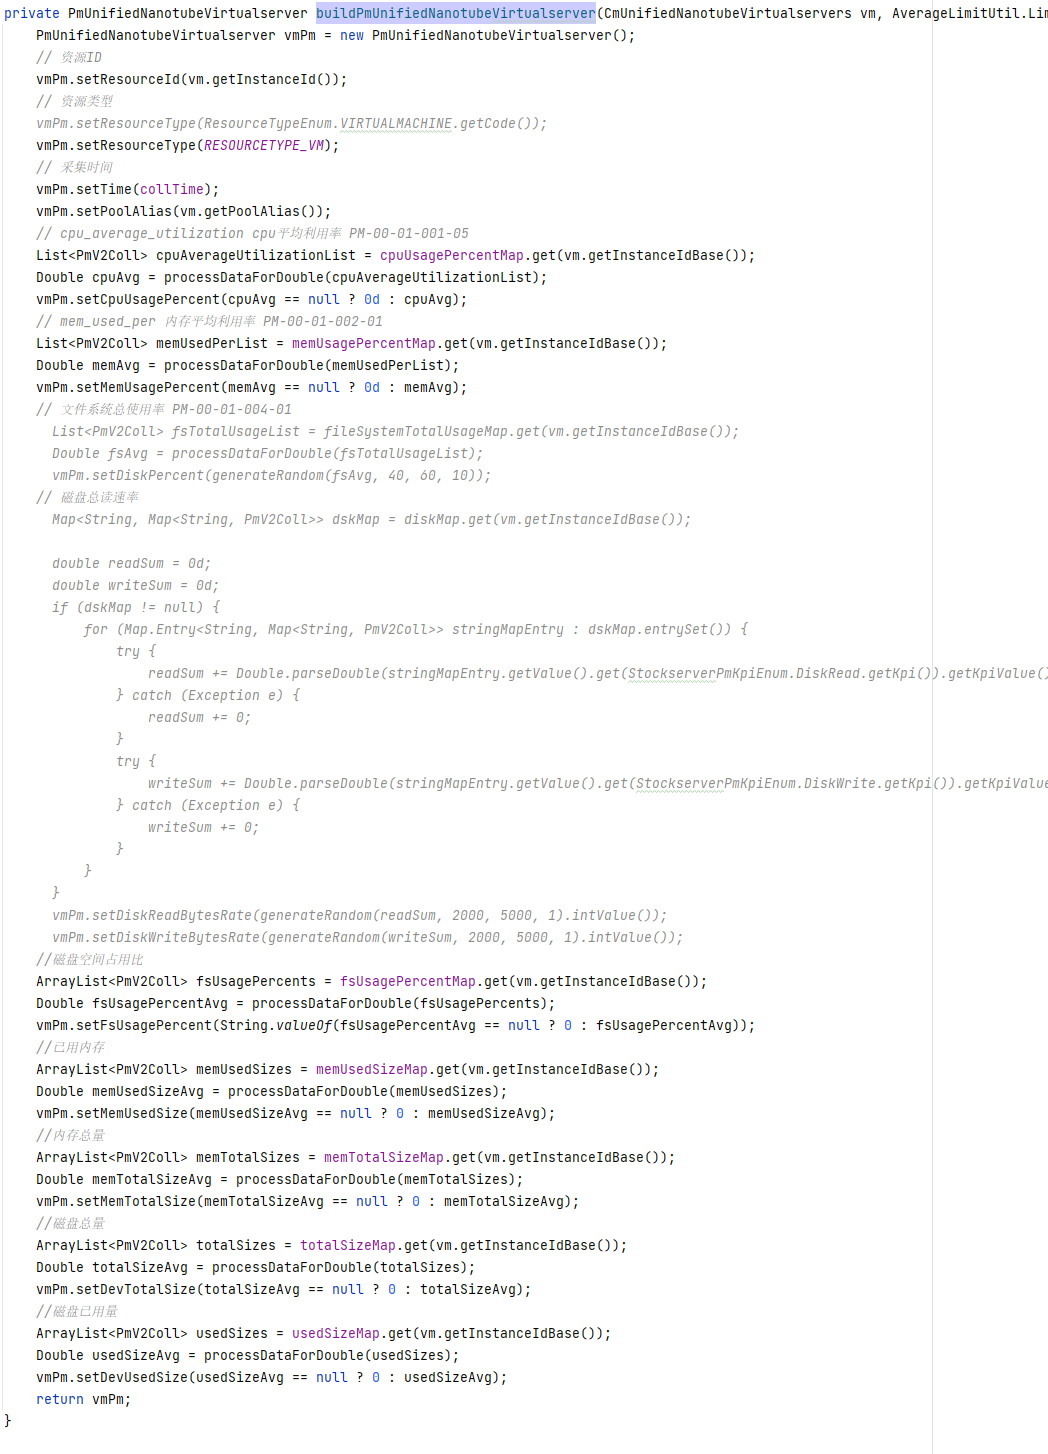 private PmUnifiedNanotubeVirtualserver buildPmUnifiedNanotubeVirtualserver(CmUnifiedNanotubeVirtualservers vm, AverageLimitUtil.Lim
PmUnifiedNanotubeVirtualserver vmPm = new PmUnifiedNanotubeVirtualserver();
// 资源ID
vmPm.setResourceId(vm.getInstanceId());
// 资源类型
vmPm.setResourceType(ResourceTypeEnum.VIRTUALMACHINE.getCode());
vmPm.setResourceType(RESOURCETYPE_VM);
// 采集时间
vmPm.setTime(collTime);
vmPm.setPoolAlias(vm.getPoolAlias());
// cpu_average_utilization cpu平均利用率 PM-00-01-001-05
List<PmV2Coll> cpuAverageUtilizationList = cpuUsagePercentMap.get(vm.getInstanceIdBase());
Double cpuAvg = processDataForDouble(cpuAverageUtilizationList);
vmPm.setCpuUsagePercent(cpuAvg == null ? 0d : cpuAvg);
// mem_used_per 内存平均利用率 PM-00-01-002-01
List<PmV2Coll> memUsedPerList = memUsagePercentMap.get(vm.getInstanceIdBase());
Double memAvg = processDataForDouble(memUsedPerList);
vmPm.setMemUsagePercent(memAvg == null ? 0d : memAvg);
// 文件系统总使用率 PM-00-01-004-01
List<PmV2Coll> fsTotalUsageList = fileSystemTotalUsageMap.get(vm.getInstanceIdBase());
Double fsAvg = processDataForDouble(fsTotalUsageList);
vmPm.setDiskPercent(generateRandom(fsAvg, 40, 60, 10));
// 磁盘总读速率
Map<String, Map<String, PmV2Coll>> dskMap = diskMap.get(vm.getInstanceIdBase());
double readSum = 0d;
double writeSum = 0d;
if (dskMap != null) {
for (Map.Entry<String, Map<String, PmV2Coll>> stringMapEntry : dskMap.entrySet()) {
try {
readSum += Double.parseDouble(stringMapEntry.getValue().get(StockserverPmKpiEnum.DiskRead.getKpi()).getKpiValue()
} catch (Exception e) {
readSum += 0;
}
try {
writeSum += Double.parseDouble(stringMapEntry.getValue().get(StockserverPmKpiEnum.DiskWrite.getKpi()).getKpiValue
} catch (Exception e) {
writeSum += 0;
}
}
}
vmPm.setDiskReadBytesRate(generateRandom(readSum, 2000, 5000, 1).intValue());
vmPm.setDiskWriteBytesRate(generateRandom(writeSum, 2000, 5000, 1).intValue());
//磁盘空间占用比
ArrayList<PmV2Coll> fsUsagePercents = fsUsagePercentMap.get(vm.getInstanceIdBase());
Double fsUsagePercentAvg = processDataForDouble(fsUsagePercents);
vmPm.setFsUsagePercent(String.valueOf(fsUsagePercentAvg == null ? 0 : fsUsagePercentAvg));
//已用内存
ArrayList<PmV2Coll> memUsedSizes = memUsedSizeMap.get(vm.getInstanceIdBase());
Double memUsedSizeAvg = processDataForDouble(memUsedSizes);
vmPm.setMemUsedSize(memUsedSizeAvg == null ? 0 : memUsedSizeAvg);
//内存总量
ArrayList<PmV2Coll> memTotalSizes = memTotalSizeMap.get(vm.getInstanceIdBase());
Double memTotalSizeAvg = processDataForDouble(memTotalSizes);
vmPm.setMemTotalSize(memTotalSizeAvg == null ? 0 : memTotalSizeAvg);
//磁盘总量
ArrayList<PmV2Coll> totalSizes = totalSizeMap.get(vm.getInstanceIdBase());
Double totalSizeAvg = processDataForDouble(totalSizes);
vmPm.setDevTotalSize(totalSizeAvg == null ? 0 : totalSizeAvg);
//磁盘已用量
ArrayList<PmV2Coll> usedSizes = usedSizeMap.get(vm.getInstanceIdBase());
Double usedSizeAvg = processDataForDouble(usedSizes);
vmPm.setDevUsedSize(usedSizeAvg == null ? 0 : usedSizeAvg);
return vmPm;
}